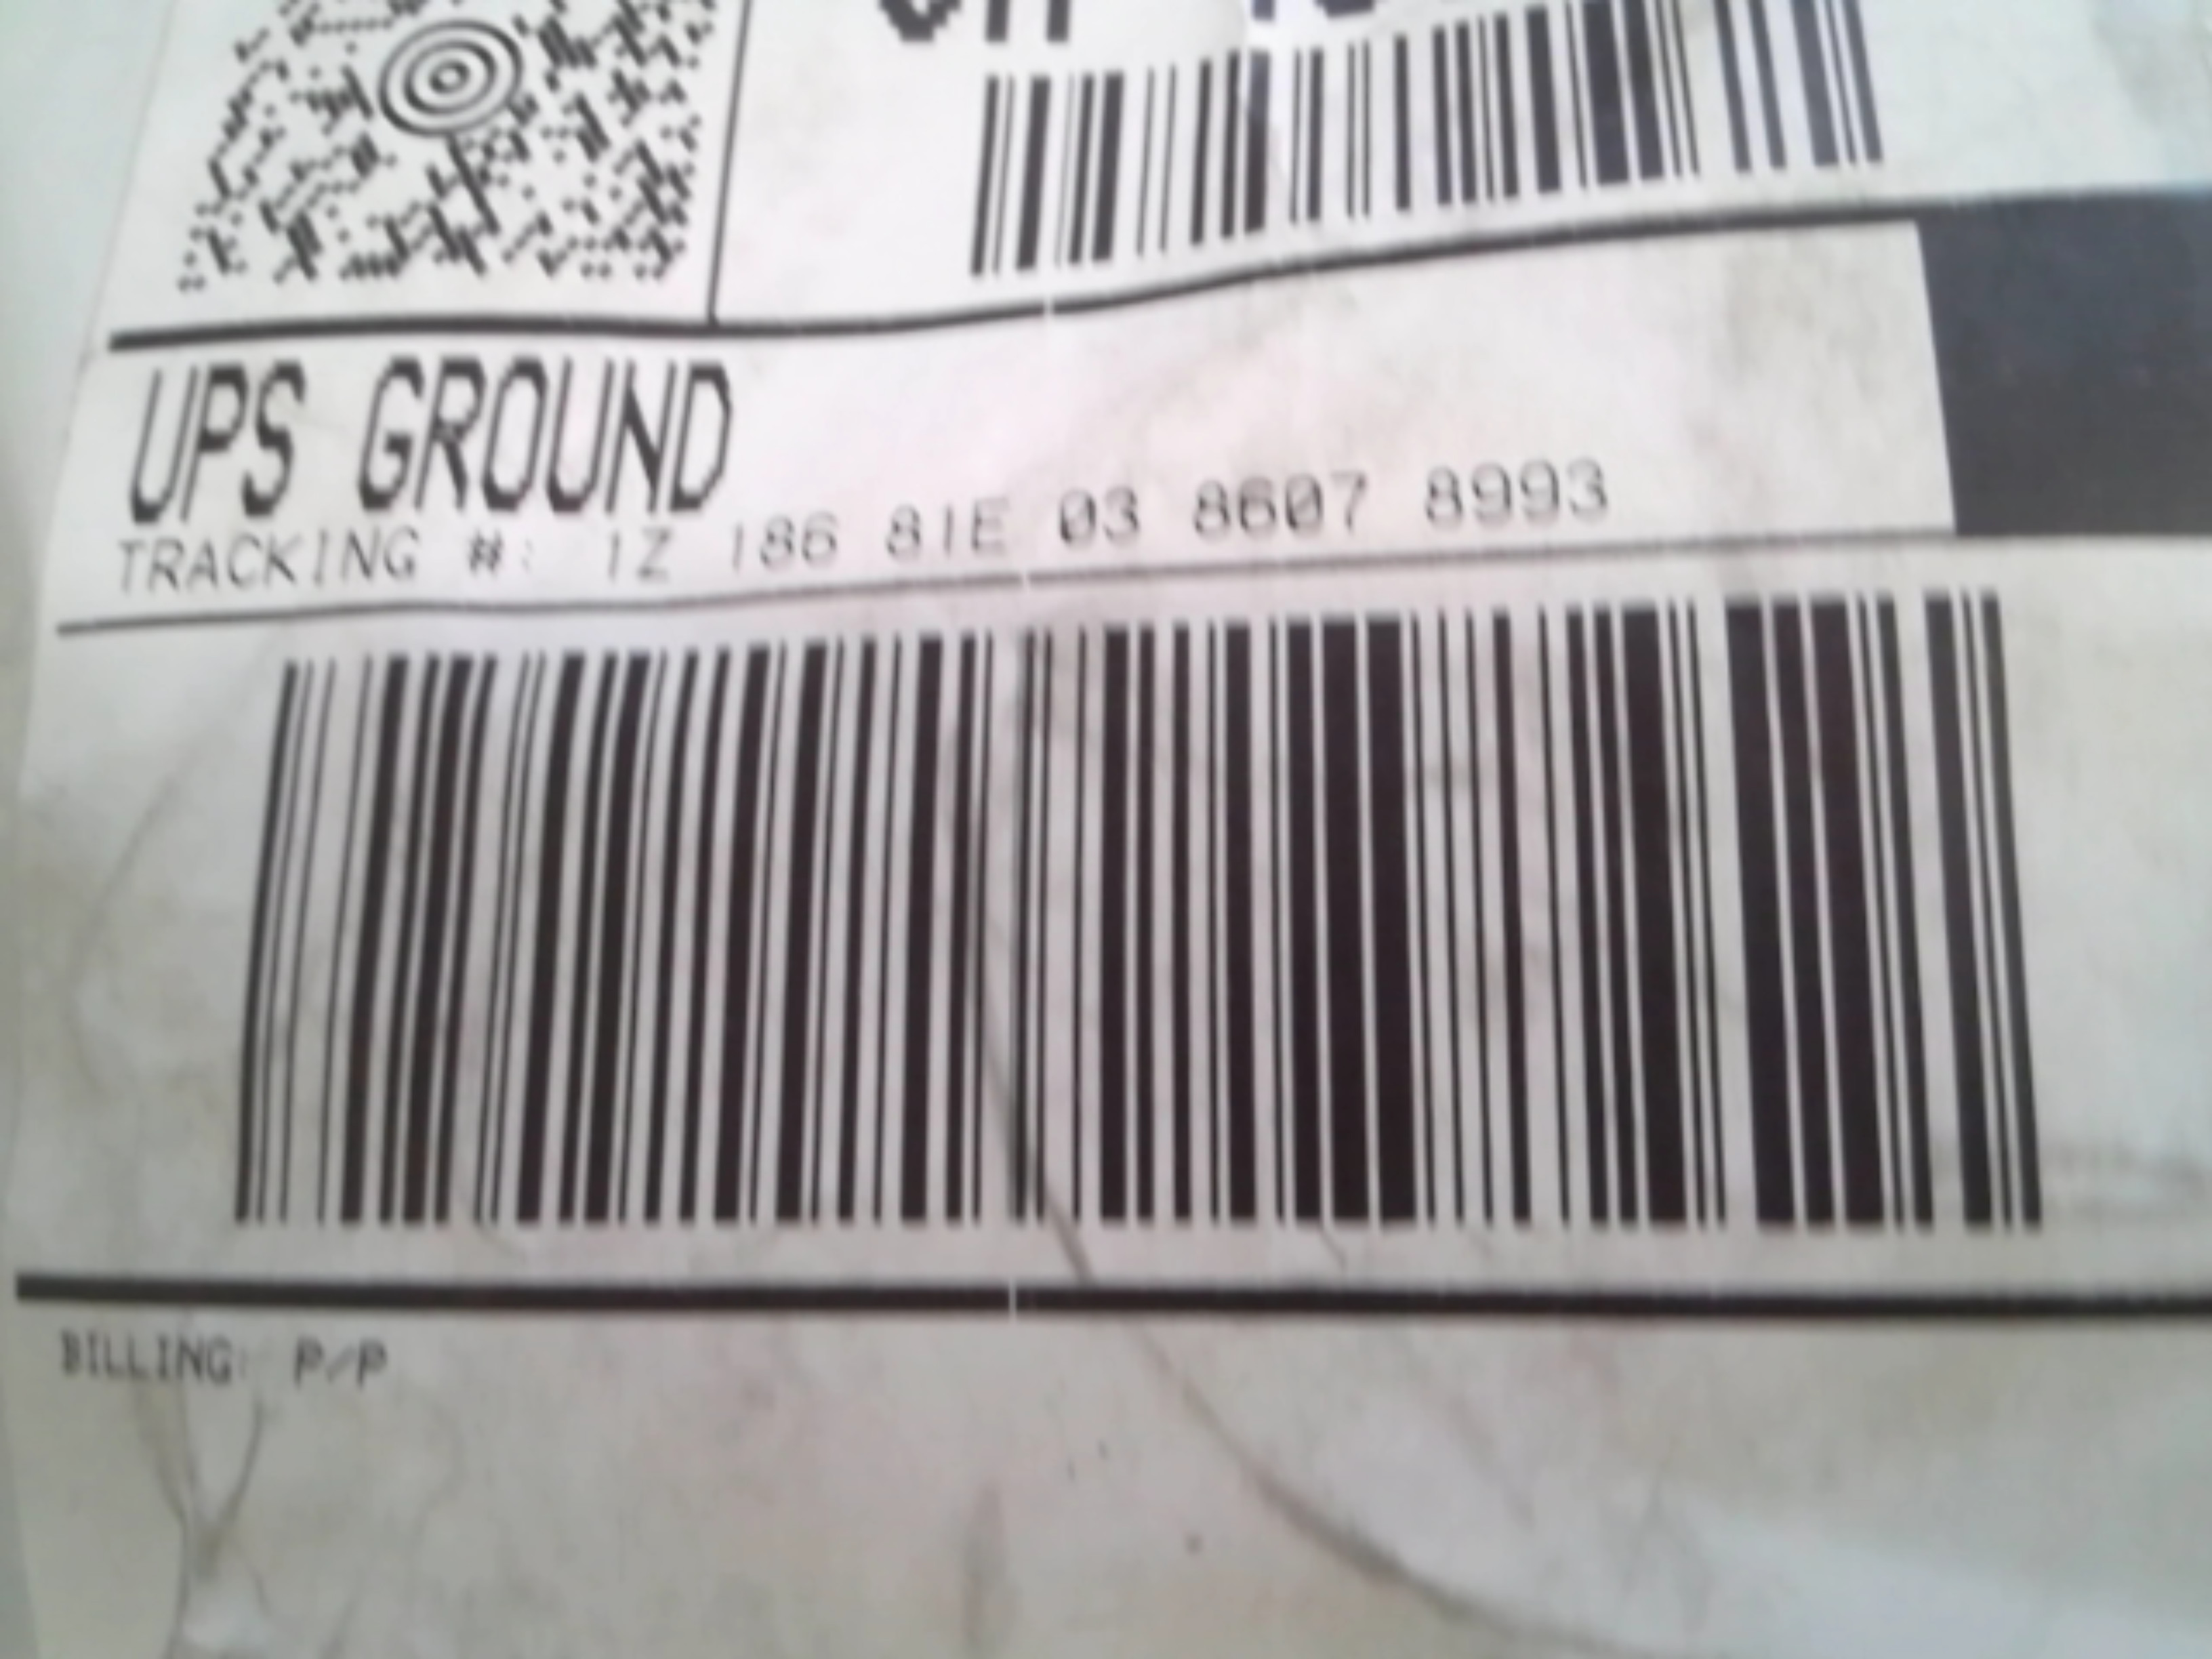 UPS GROUND
TRACKING #: 1Z 186 81E 03 8607 8993
BILLING: P/P